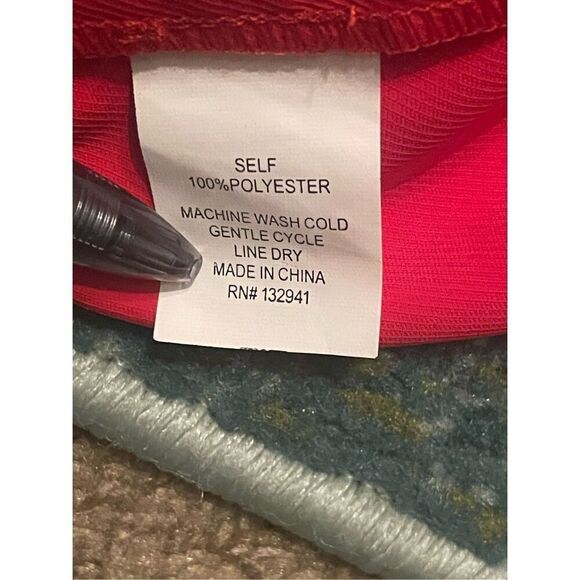 SELF
100%POLYESTER
MACHINE WASH COLD
GENTLE CYCLE
LINE DRY
MADE IN CHINA
RN# 132941